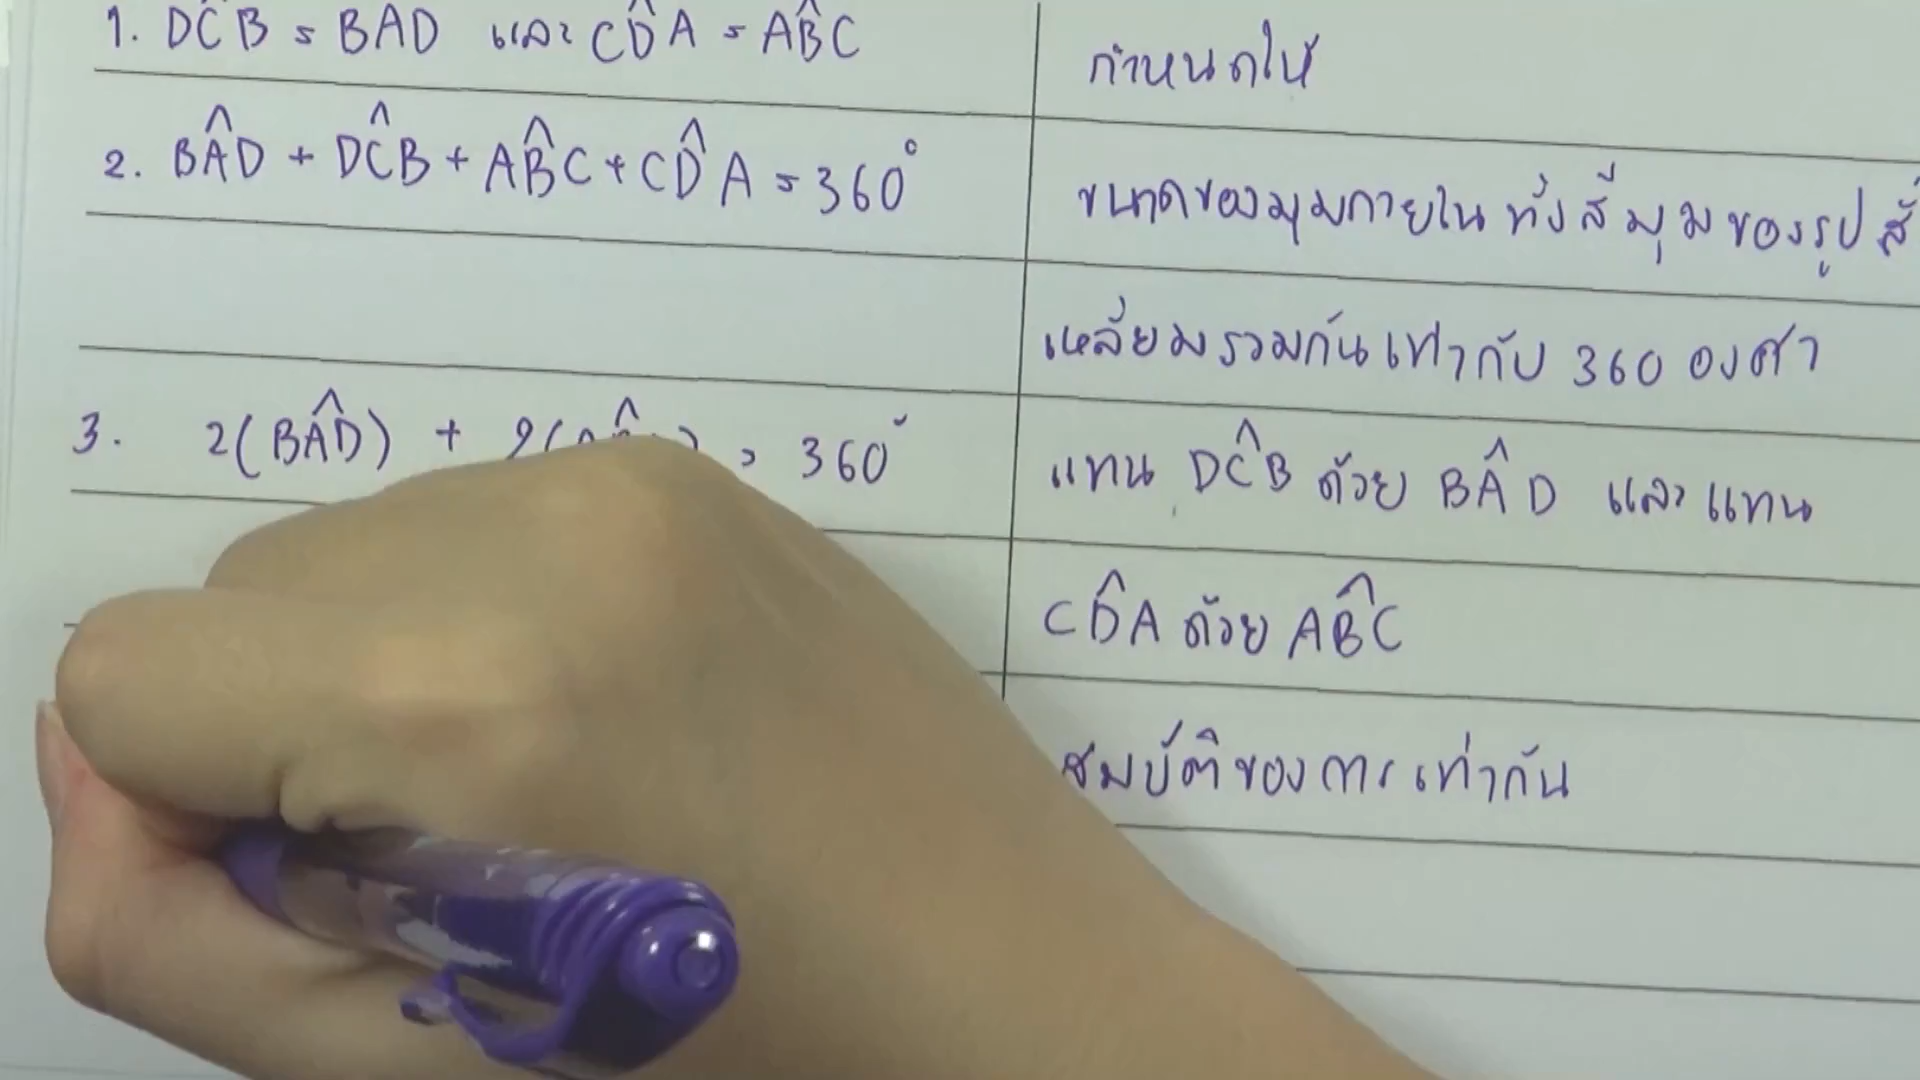 1. DĈB = BAD และ CD̂A = AB̂C
กำหนดให้
2. BÂD + DĈB + AB̂C + CD̂A = 360°
ขนาดของมุมภายในทั้งสี่มุมของรูปสี่
เหลี่ยมรวมกันเท่ากับ 360 องศา
3. 2(BÂD) + 2( ) = 360°
แทน DĈB ด้วย BÂD และแทน
CD̂A ด้วย AB̂C
สมบัติของการเท่ากัน